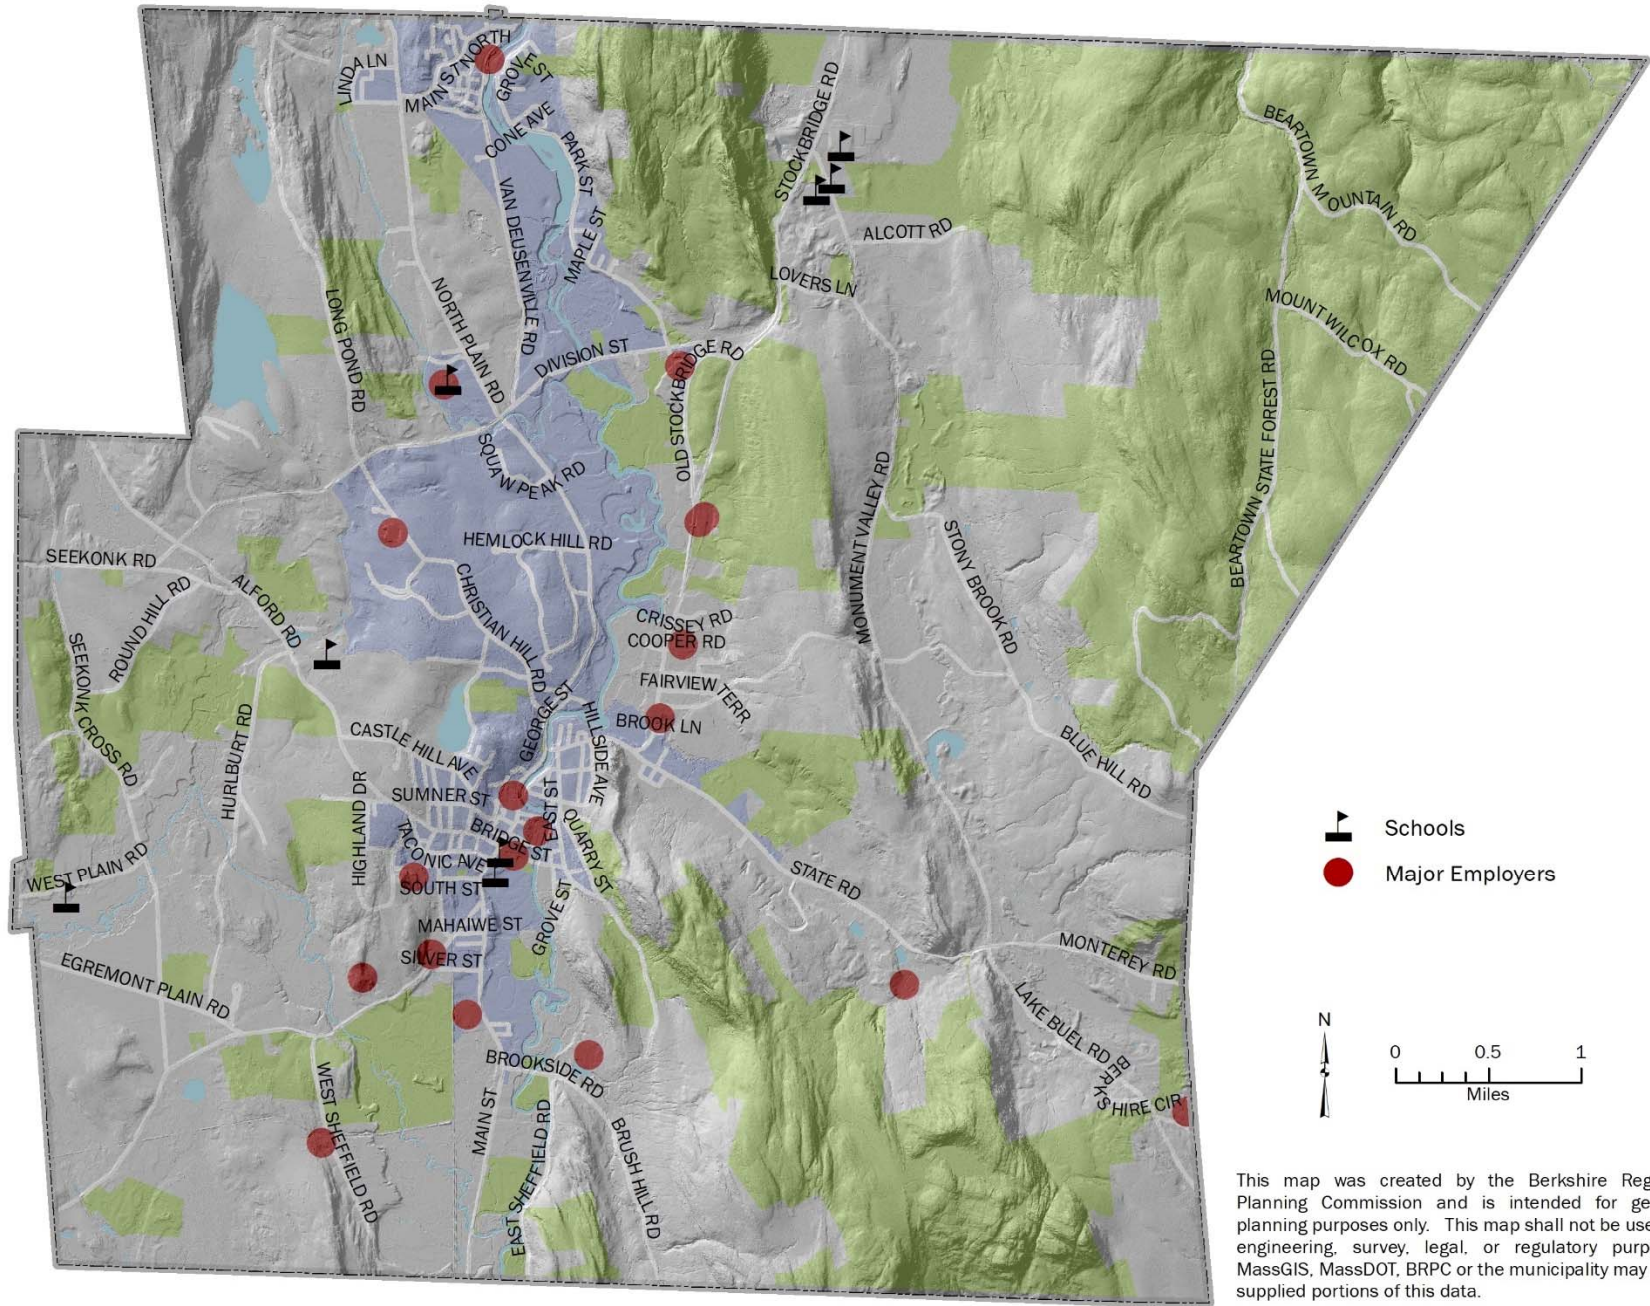 LINDA LN
MAIN ST
NORTH
GROVE ST
CONE AVE
PARK ST
STOCKBRIDGE RD
BEARTOWN MOUNTAIN RD
VAN DEUSENVILLE RD
MAPLE ST
ALCOTT RD
LOVERS LN
LONG POND RD
NORTH PLAIN RD
MOUNT WILCOX RD
DIVISION ST
OLD STOCKBRIDGE RD
BEARTOWN STATE FOREST RD
SQUAW PEAK RD
MONUMENT VALLEY RD
HEMLOCK HILL RD
STONY BROOK RD
SEEKONK RD
ROUND HILL RD
ALFORD RD
CHRISTIAN HILL RD
CRISSEY RD
COOPER RD
SEEKONK CROSS RD
FAIRVIEW TERR
HURLBURT RD
GEORGE ST
HILLSIDE AVE
BROOK LN
CASTLE HILL AVE
BLUE HILL RD
HIGHLAND DR
SUMNER ST
EAST ST
TACONIC AVE
BRIDGE ST
QUARRY ST
WEST PLAIN RD
SOUTH ST
STATE RD
GROVE ST
MAHAIWE ST
SILVER ST
MONTEREY RD
EGREMONT PLAIN RD
LAKE BUEL RD
BERKSHIRE CIR
BROOKSIDE RD
WEST SHEFFIELD RD
MAIN ST
EAST SHEFFIELD RD
BRUSH HILL RD
Schools
Major Employers
N
0 0.5 1
Miles
This map was created by the Berkshire Reg
Planning Commission and is intended for ge
planning purposes only. This map shall not be use
engineering, survey, legal, or regulatory purp
MassGIS, MassDOT, BRPC or the municipality may
supplied portions of this data.